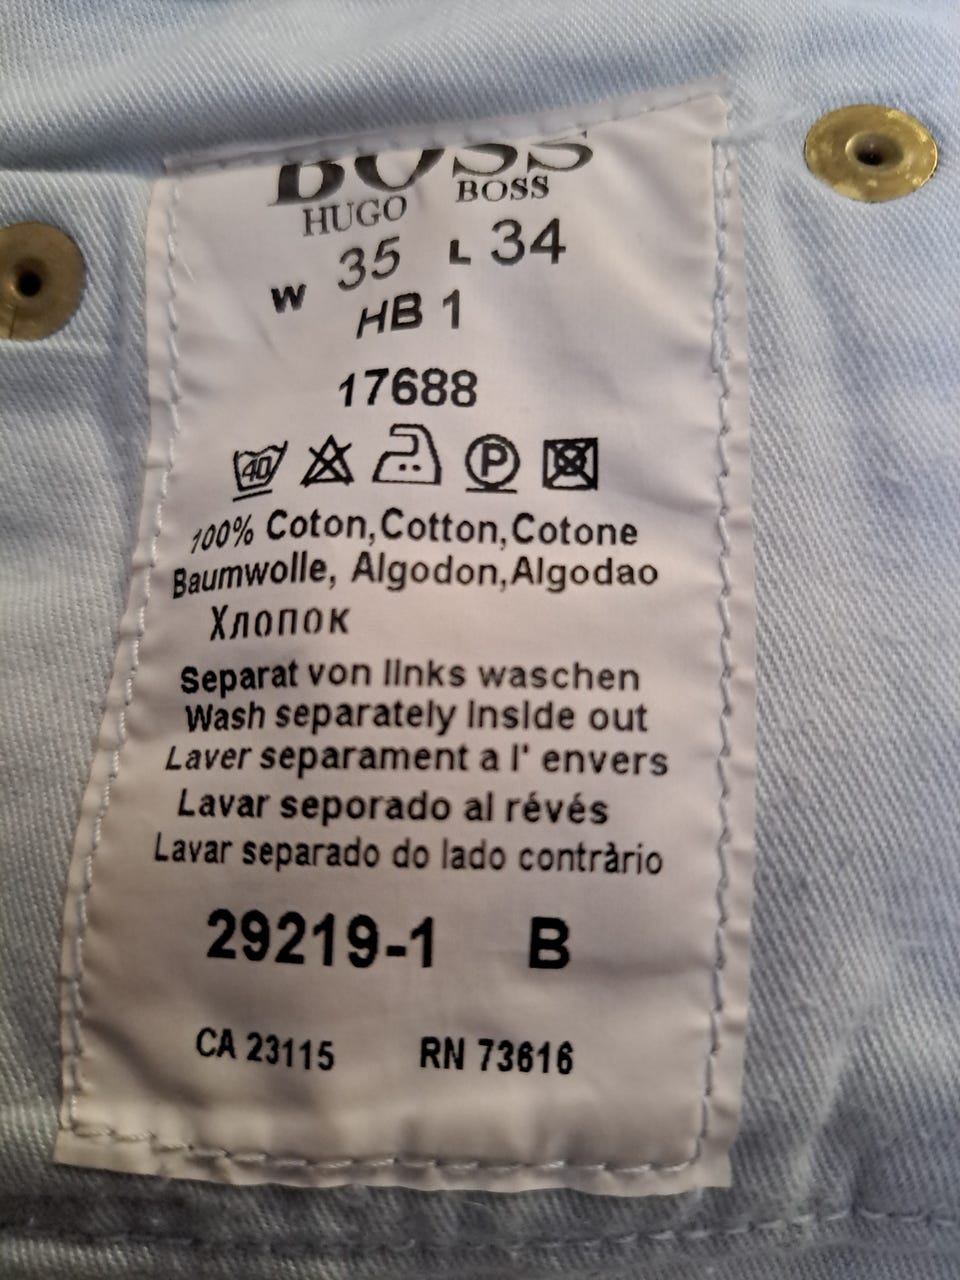 BOSS
HUGO BOSS
W 35 L 34
HB 1
17688
40 P
100% Coton,Cotton,Cotone
Baumwolle, Algodon,Algodao
Хлопок
Separat von links waschen
Wash separately inside out
Laver separament a l' envers
Lavar seporado al révés
Lavar separado do lado contràrio
29219-1 B
CA 23115 RN 73616